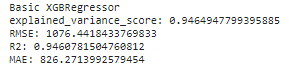 Basic XGBRegressor
explained_variance_score: 0.9464947799395885
RMSE: 1076.4418433769833
R2: 0.9460781504760812
MAE: 826.2713992579454